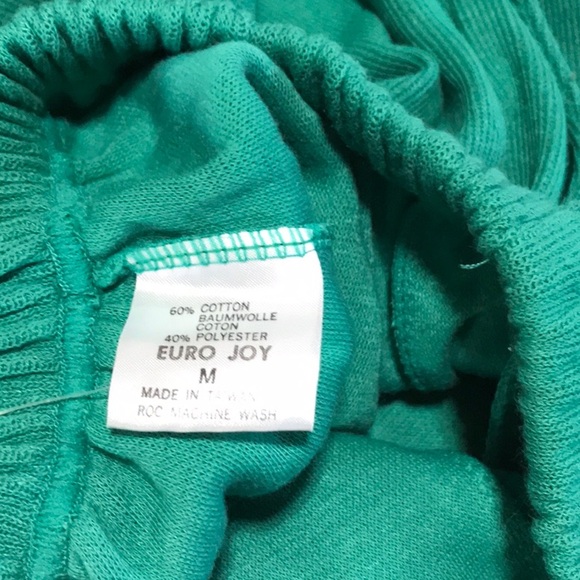 60% COTTON
BAUMWOLLE
COTON
40% POLYESTER
EURO JOY
M
MADE IN TAIWAN
ROC MACHINE WASH